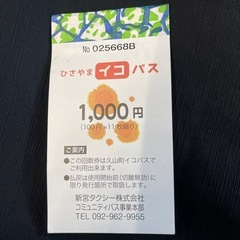 No 025668B
ひさやま イコ バス
1,000円
(100円×11枚綴り)
ご案内
●この回数券は久山町イコバスで
ご利用出来ます。
●払戻は使用開始前(切離無効)に
限り発行箇所で取扱します。
新宮タクシー株式会社
コミュニティバス事業本部
TEL 092-962-9955